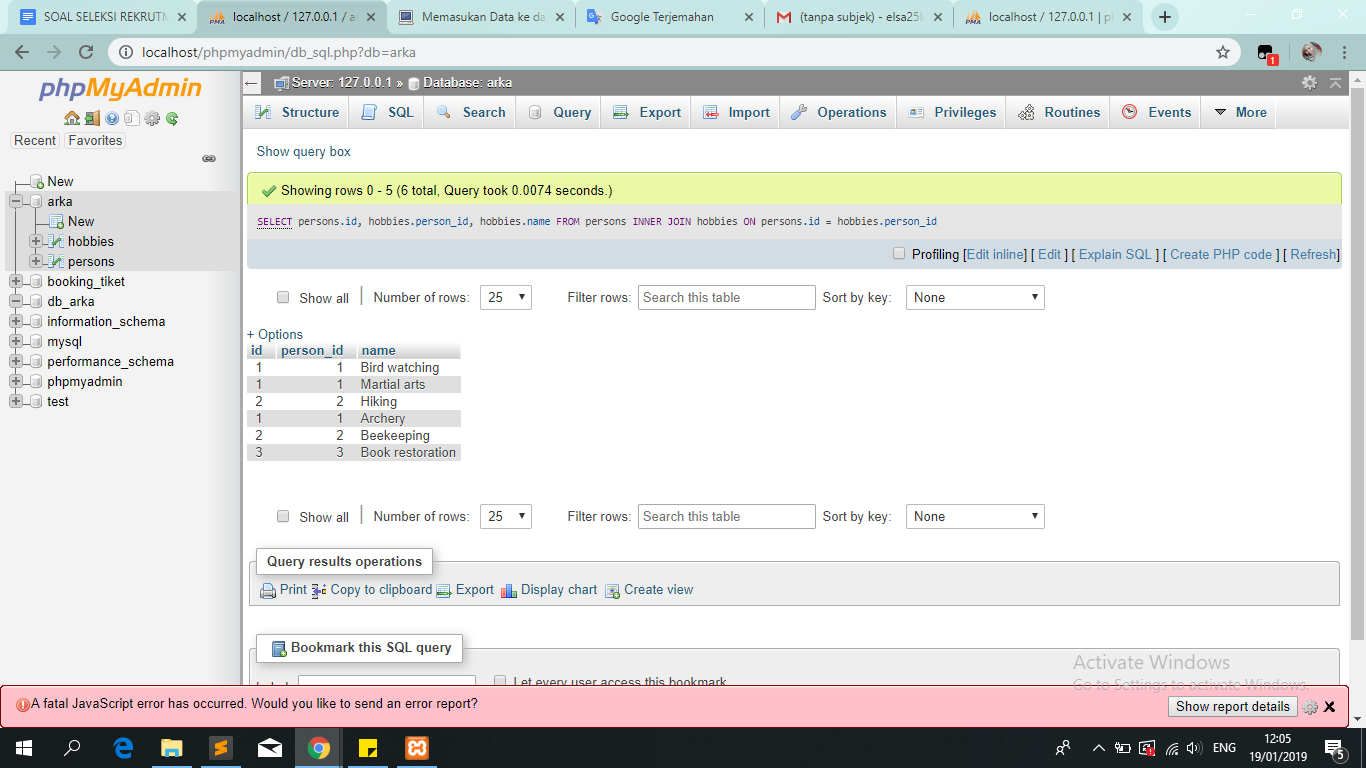 SOAL SELEKSI REKRUTM
localhost / 127.0.0.1 / ar
Memasukan Data ke da
Google Terjemahan
(tanpa subjek) - elsa25l
localhost / 127.0.0.1 | pl
localhost/phpmyadmin/db_sql.php?db=arka
1
phpMyAdmin
Recent Favorites
New
arka
New
hobbies
persons
booking_tiket
db_arka
information_schema
mysql
performance_schema
phpmyadmin
test
Server: 127.0.0.1 » Database: arka
Structure SQL Search Query Export Import Operations Privileges Routines Events More
Show query box
Showing rows 0 - 5 (6 total, Query took 0.0074 seconds.)
SELECT persons.id, hobbies.person_id, hobbies.name FROM persons INNER JOIN hobbies ON persons.id = hobbies.person_id
Profiling [Edit inline] [ Edit ] [ Explain SQL ] [ Create PHP code ] [ Refresh]
Show all | Number of rows: 25 Filter rows: Search this table Sort by key: None
+ Options
id person_id name
1 1 Bird watching
1 1 Martial arts
2 2 Hiking
1 1 Archery
2 2 Beekeeping
3 3 Book restoration
Show all | Number of rows: 25 Filter rows: Search this table Sort by key: None
Query results operations
Print Copy to clipboard Export Display chart Create view
Bookmark this SQL query
Let every user access this bookmark
Activate Windows
Go to Settings to activate Windows.
A fatal JavaScript error has occurred. Would you like to send an error report?
Show report details
ENG
12:05
19/01/2019
5